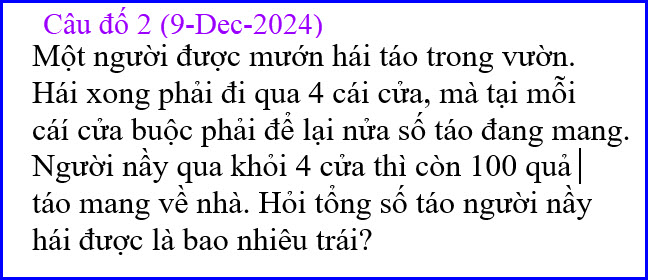 Câu đố 2 (9-Dec-2024)
Một người được mướn hái táo trong vườn.
Hái xong phải đi qua 4 cái cửa, mà tại mỗi
cáí cửa buộc phải để lại nửa số táo đang mang.
Người nầy qua khỏi 4 cửa thì còn 100 quả
táo mang về nhà. Hỏi tổng số táo người nầy
hái được là bao nhiêu trái?